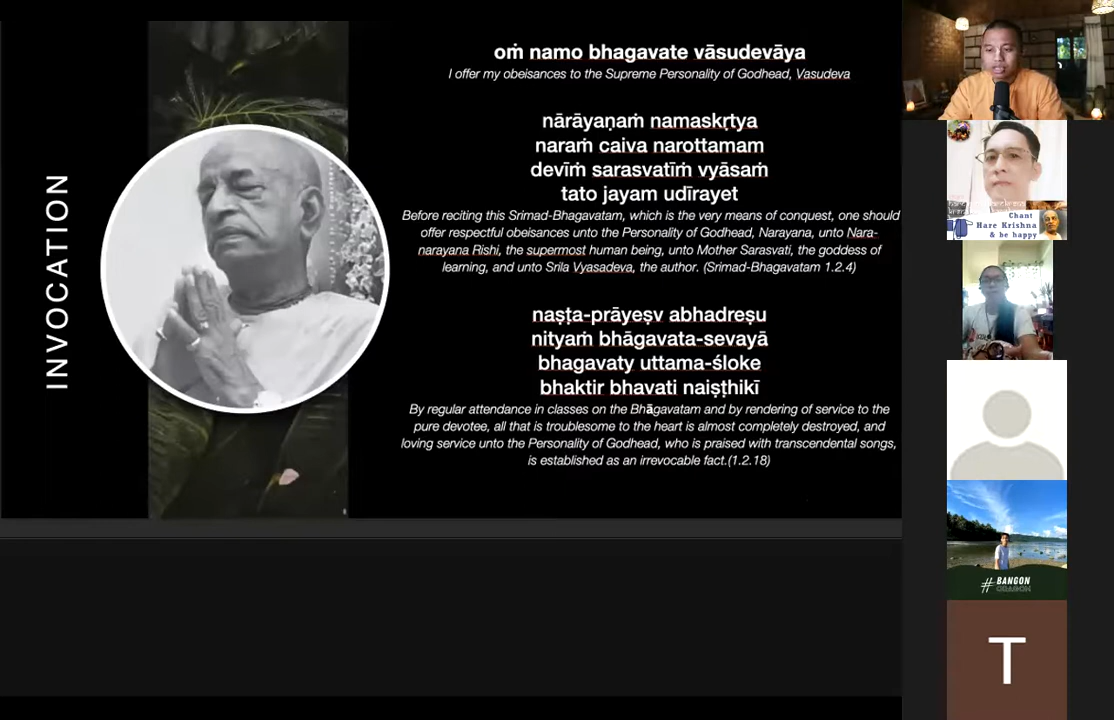 INVOCATION
oṁ namo bhagavate vāsudevāya
I offer my obeisances to the Supreme Personality of Godhead, Vasudeva
nārāyaṇaṁ namaskṛtya
naraṁ caiva narottamam
devīṁ sarasvatīṁ vyāsaṁ
tato jayam udīrayet
Before reciting this Srimad-Bhagavatam, which is the very means of conquest, one should
offer respectful obeisances unto the Personality of Godhead, Narayana, unto Nara-
narayana Rishi, the supermost human being, unto Mother Sarasvati, the goddess of
learning, and unto Srila Vyasadeva, the author. (Srimad-Bhagavatam 1.2.4)
naṣṭa-prāyeṣv abhadreṣu
nityaṁ bhāgavata-sevayā
bhagavaty uttama-śloke
bhaktir bhavati naiṣṭhikī
By regular attendance in classes on the Bhāgavatam and by rendering of service to the
pure devotee, all that is troublesome to the heart is almost completely destroyed, and
loving service unto the Personality of Godhead, who is praised with transcendental songs,
is established as an irrevocable fact.(1.2.18)
Chant
Hare Krishna
& be happy
# BANGON
T